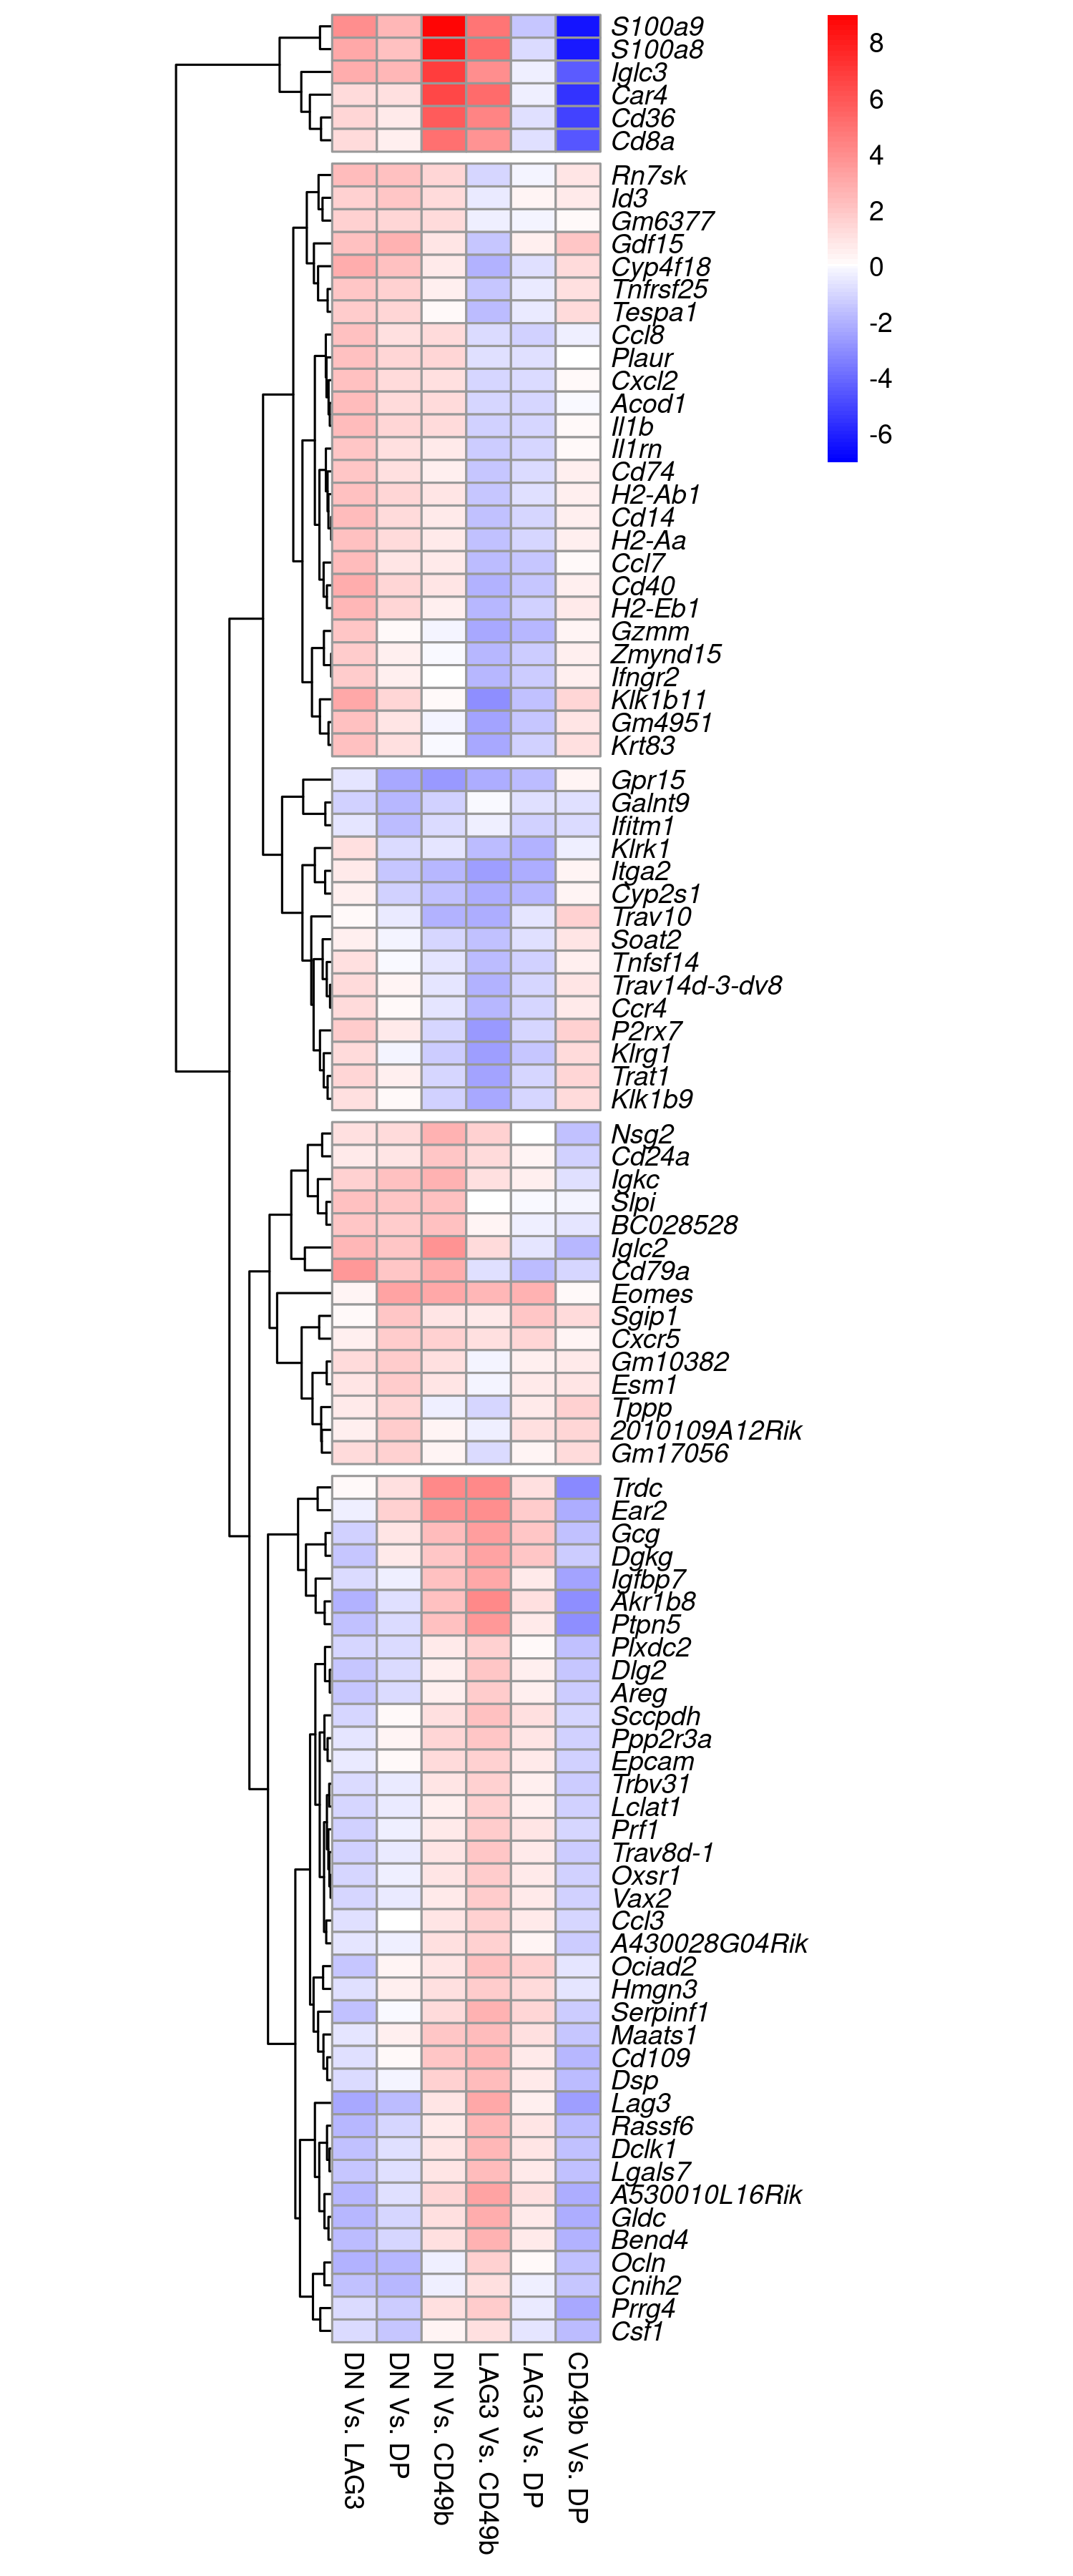 S100a9
S100a8
Iglc3
Car4
Cd36
Cd8a
Rn7sk
Id3
Gm6377
Gdf15
Cyp4f18
Tnfrsf25
Tespa1
Ccl8
Plaur
Cxcl2
Acod1
Il1b
Il1rn
Cd74
H2-Ab1
Cd14
H2-Aa
Ccl7
Cd40
H2-Eb1
Gzmm
Zmynd15
Ifngr2
Klk1b11
Gm4951
Krt83
Gpr15
Galnt9
Ifitm1
Klrk1
Itga2
Cyp2s1
Trav10
Soat2
Tnfsf14
Trav14d-3-dv8
Ccr4
P2rx7
Klrg1
Trat1
Klk1b9
Nsg2
Cd24a
Igkc
Slpi
BC028528
Iglc2
Cd79a
Eomes
Sgip1
Cxcr5
Gm10382
Esm1
Tppp
2010109A12Rik
Gm17056
Trdc
Ear2
Gcg
Dgkg
Igfbp7
Akr1b8
Ptpn5
Plxdc2
Dlg2
Areg
Sccpdh
Ppp2r3a
Epcam
Trbv31
Lclat1
Prf1
Trav8d-1
Oxsr1
Vax2
Ccl3
A430028G04Rik
Ociad2
Hmgn3
Serpinf1
Maats1
Cd109
Dsp
Lag3
Rassf6
Dclk1
Lgals7
A530010L16Rik
Gldc
Bend4
Ocln
Cnih2
Prrg4
Csf1
8
6
4
2
0
-2
-4
-6
DN Vs. LAG3
DN Vs. DP
DN Vs. CD49b
LAG3 Vs. CD49b
LAG3 Vs. DP
CD49b Vs. DP